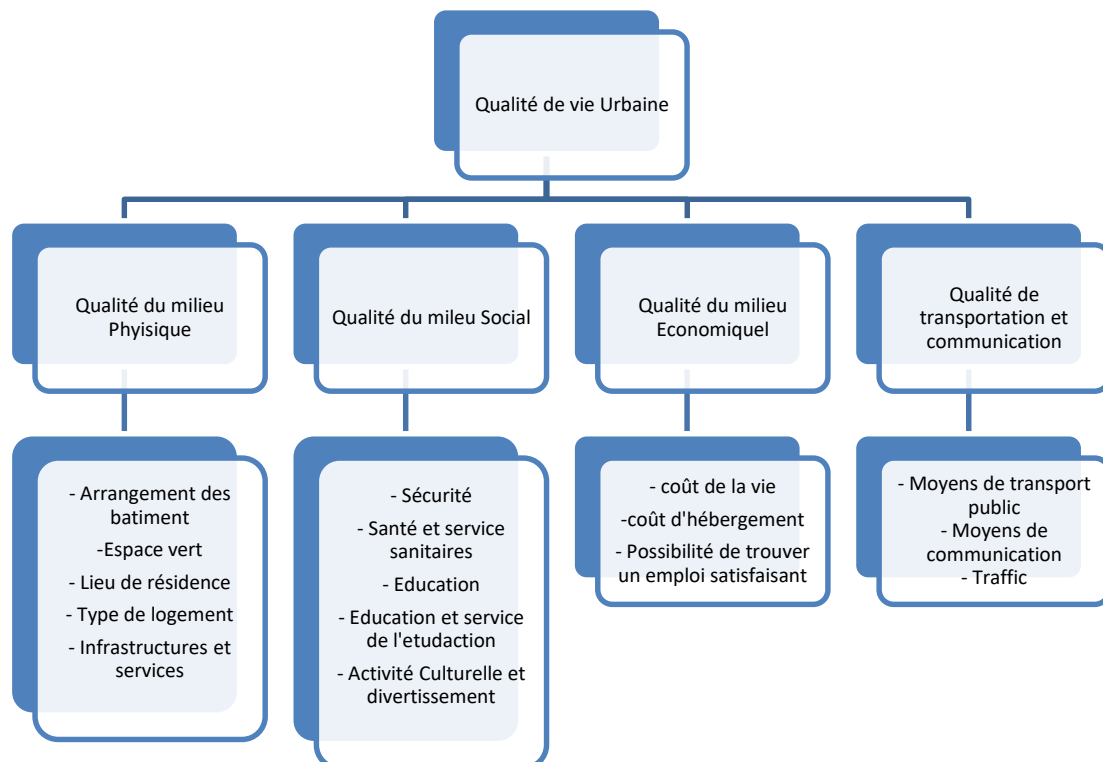 Qualité de vie Urbaine
Qualité du milieu
Phyisique
Qualité du mileu Social
Qualité du milieu
Economiquel
Qualité de
transportation et
communication
- Arrangement des
batiment
-Espace vert
- Lieu de résidence
- Type de logement
- Infrastructures et
services
- Sécurité
- Santé et service
sanitaires
- Education
- Education et service
de l'etudaction
- Activité Culturelle et
divertissement
- coût de la vie
-coût d'hébergement
- Possibilité de trouver
un emploi satisfaisant
- Moyens de transport
public
- Moyens de
communication
- Traffic